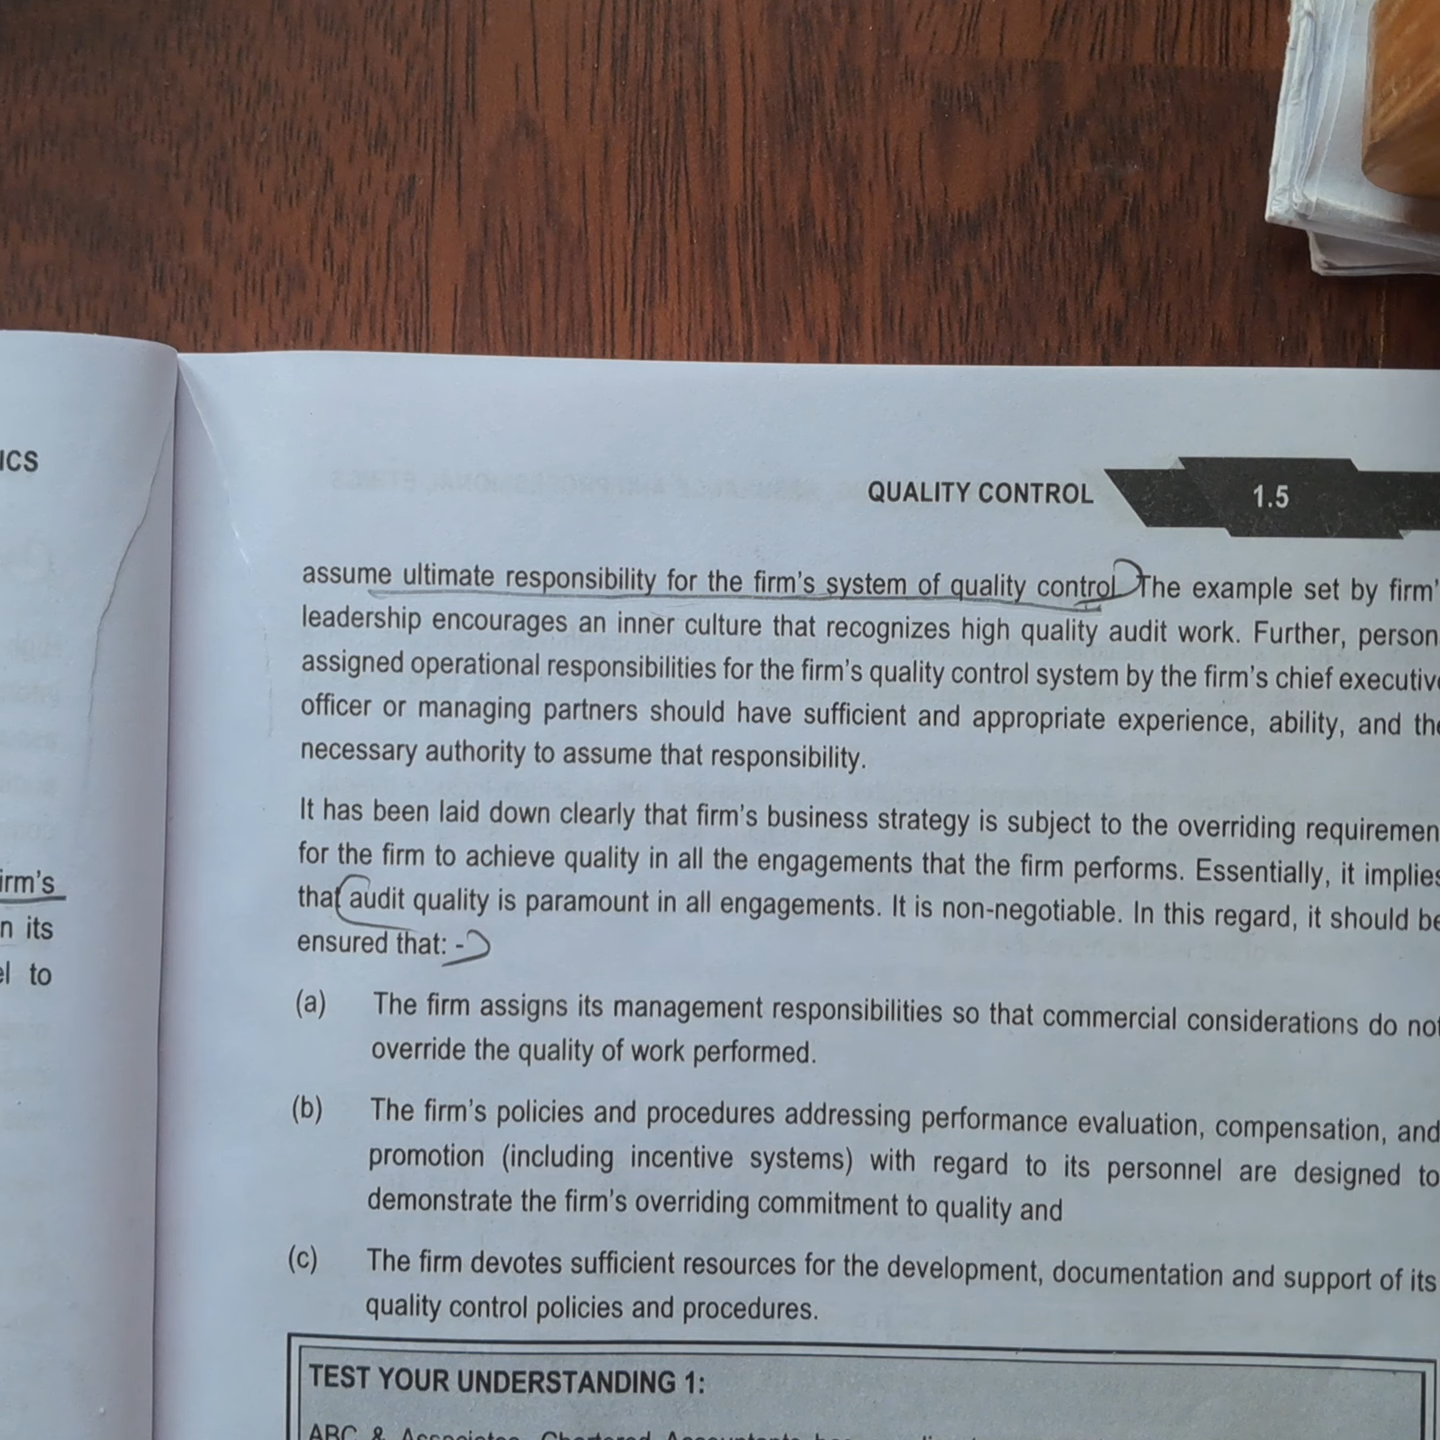 ICS
irm's
n its
el to
QUALITY CONTROL 1.5
assume ultimate responsibility for the firm's system of quality control The example set by firm'
leadership encourages an inner culture that recognizes high quality audit work. Further, person
assigned operational responsibilities for the firm's quality control system by the firm's chief executive
officer or managing partners should have sufficient and appropriate experience, ability, and the
necessary authority to assume that responsibility.
It has been laid down clearly that firm's business strategy is subject to the overriding requiremen
for the firm to achieve quality in all the engagements that the firm performs. Essentially, it implies
that audit quality is paramount in all engagements. It is non-negotiable. In this regard, it should be
ensured that: -
(a) The firm assigns its management responsibilities so that commercial considerations do not
override the quality of work performed.
(b) The firm's policies and procedures addressing performance evaluation, compensation, and
promotion (including incentive systems) with regard to its personnel are designed to
demonstrate the firm's overriding commitment to quality and
(c) The firm devotes sufficient resources for the development, documentation and support of its
quality control policies and procedures.
TEST YOUR UNDERSTANDING 1:
ABC & Associates, Chartered Accountants